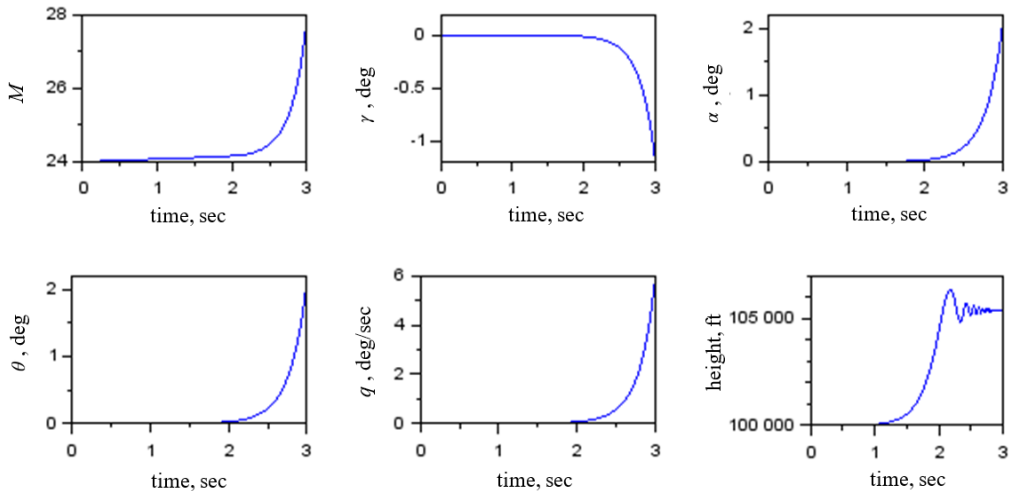 28
26
24
M
0 1 2 3
time, sec
0
-0.5
-1
γ , deg
0 1 2 3
time, sec
2
1
0
α , deg
0 1 2 3
time, sec
2
1
0
θ , deg
0 1 2 3
time, sec
6
4
2
0
q , deg/sec
0 1 2 3
time, sec
105 000
100 000
height, ft
0 1 2 3
time, sec